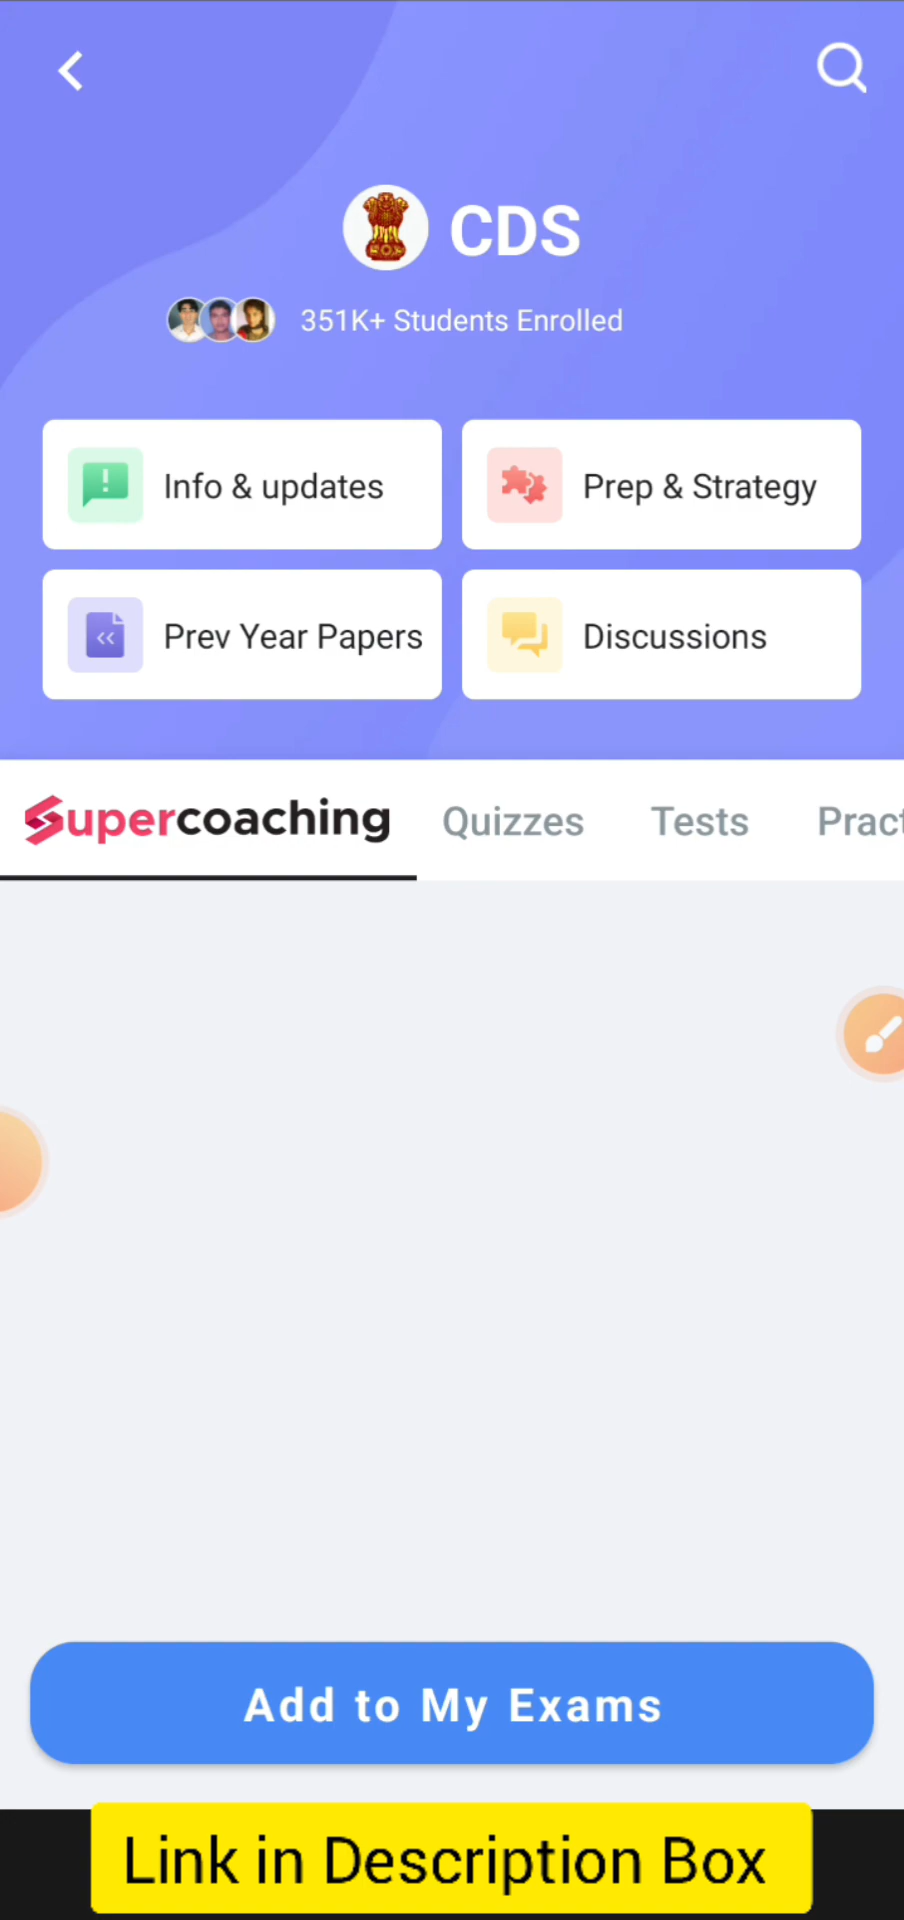 CDS
351K+ Students Enrolled
Info & updates
Prep & Strategy
Prev Year Papers
Discussions
Supercoaching
Quizzes
Tests
Pract
Add to My Exams
Link in Description Box